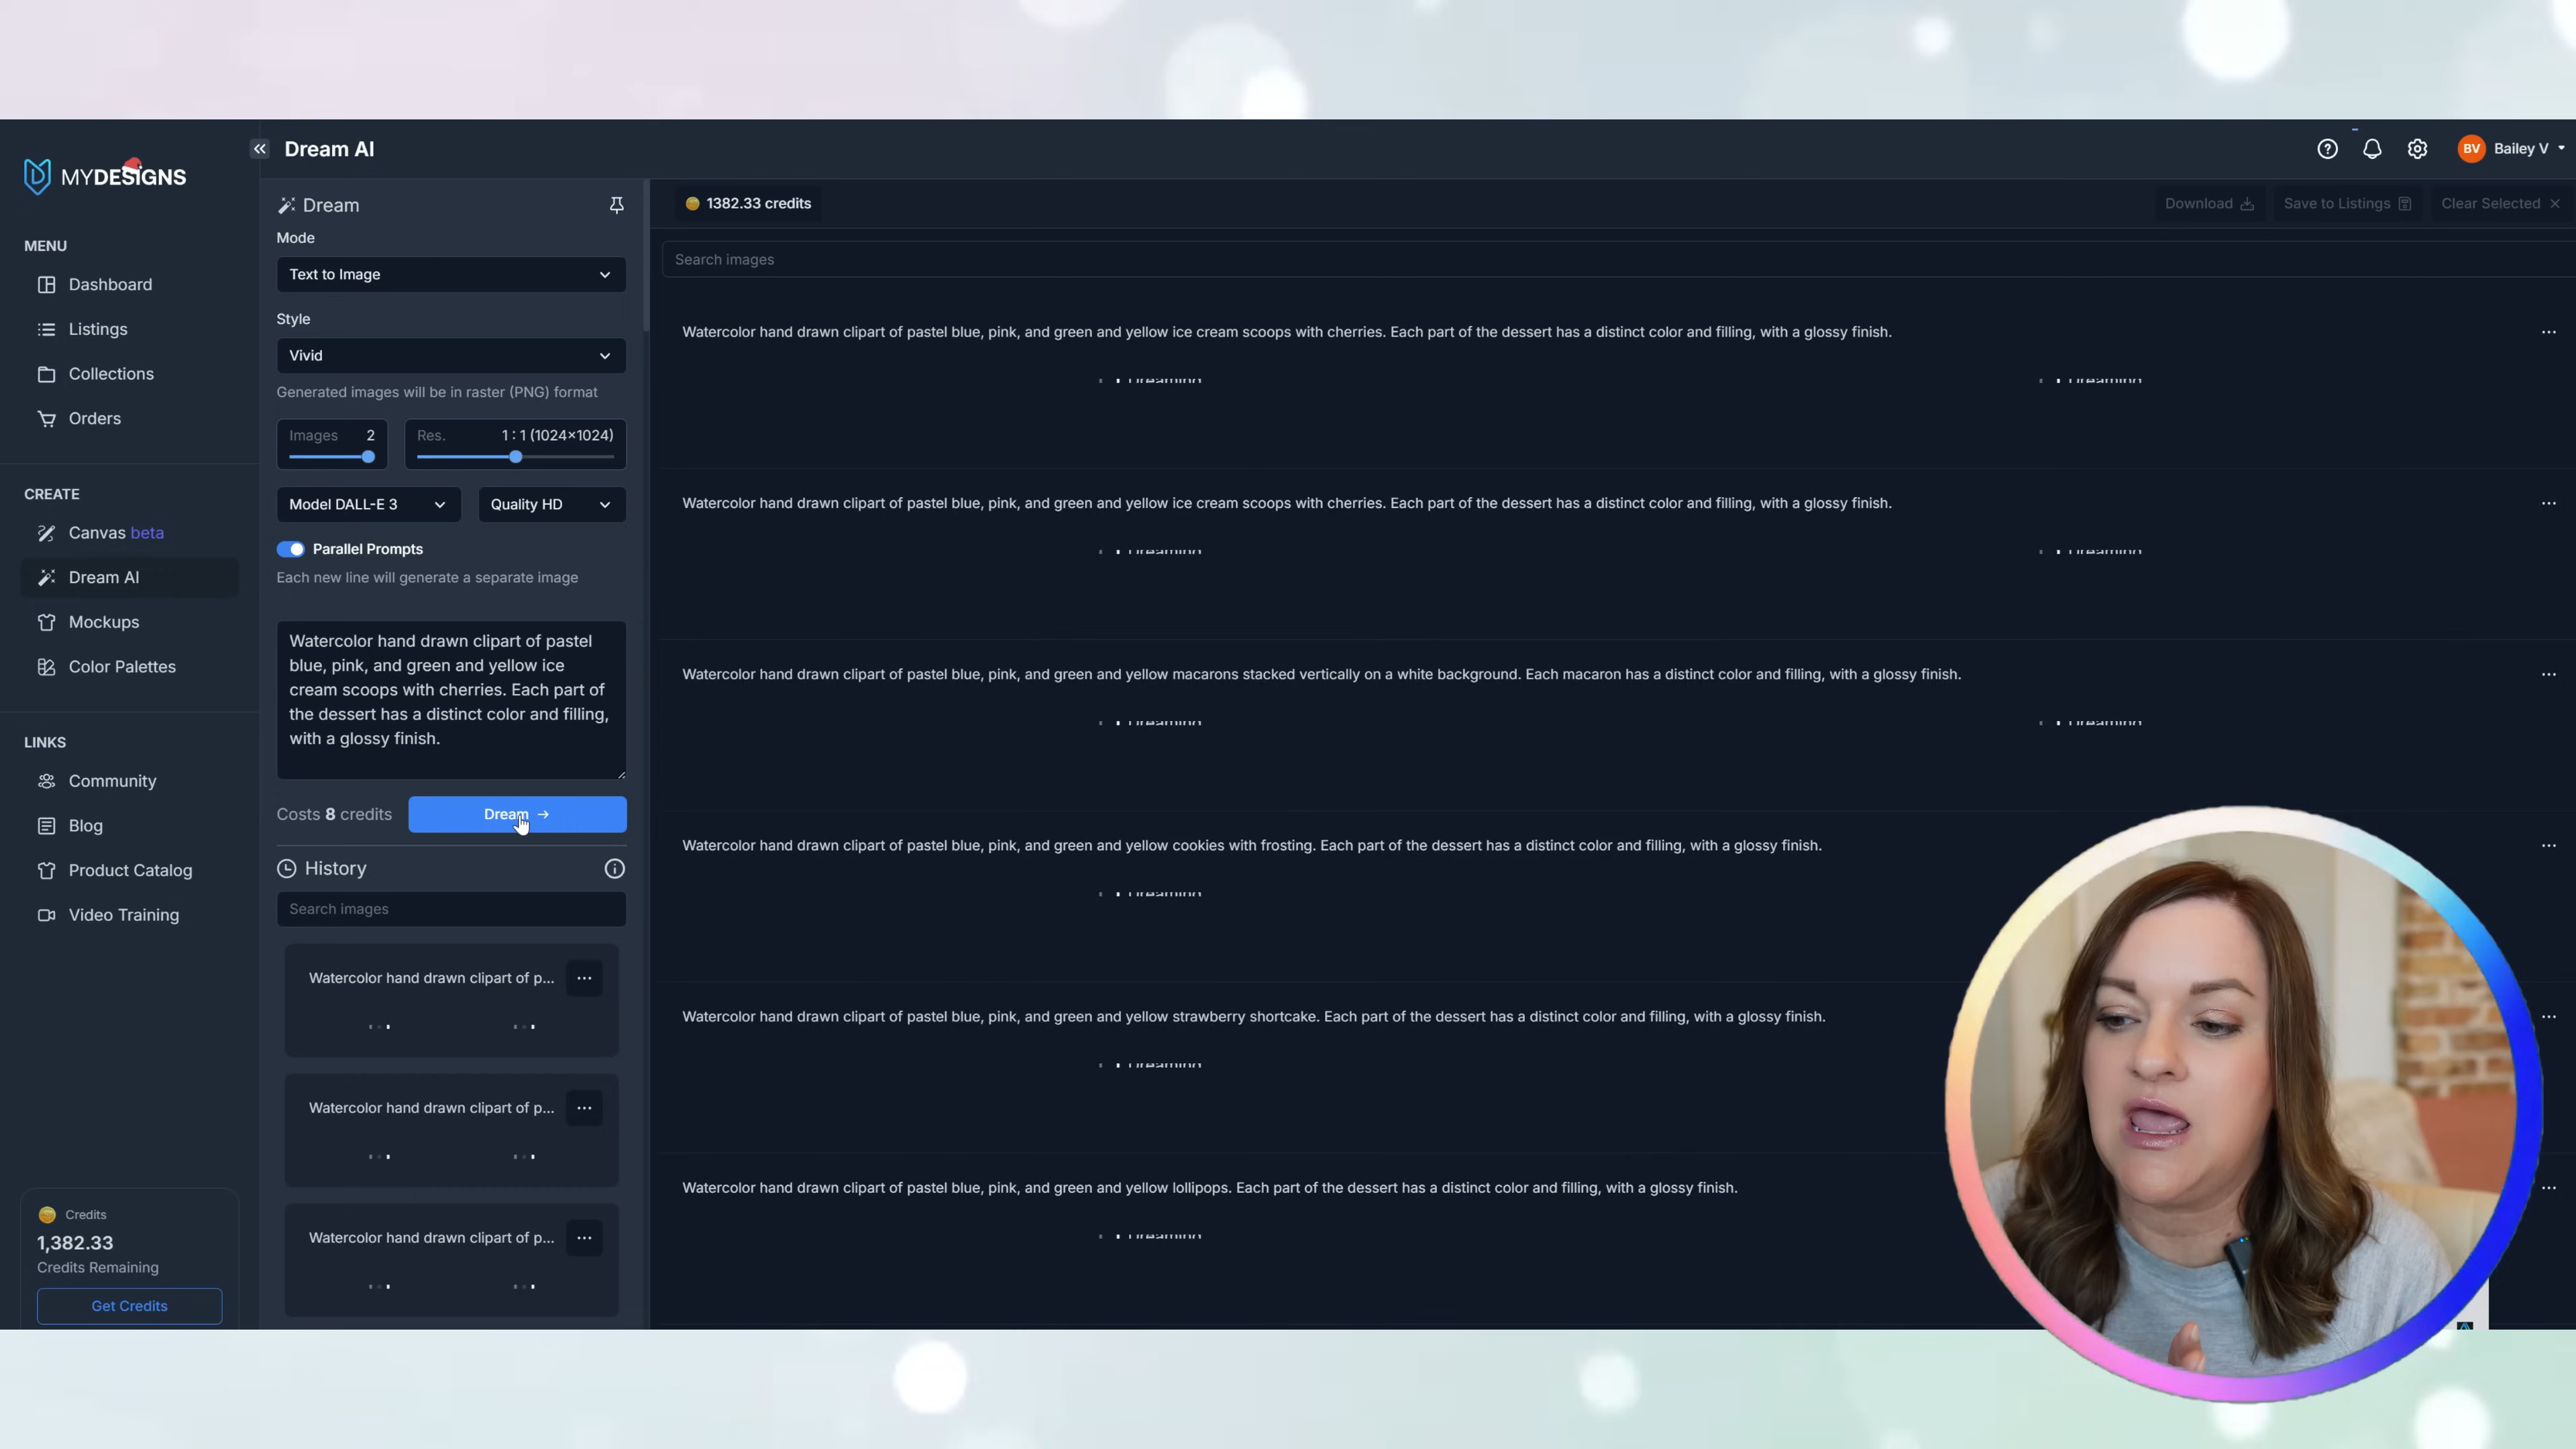 MYDESIGNS
MENU
Dashboard
Listings
Collections
Orders
CREATE
Canvas beta
Dream AI
Mockups
Color Palettes
LINKS
Community
Blog
Product Catalog
Video Training
Credits
1,382.33
Credits Remaining
Get Credits
Dream AI
BV Bailey V
Dream
Mode
Text to Image
Style
Vivid
Generated images will be in raster (PNG) format
Images 2
Res. 1 : 1 (1024×1024)
Model DALL-E 3
Quality HD
Parallel Prompts
Each new line will generate a separate image
Watercolor hand drawn clipart of pastel
blue, pink, and green and yellow ice
cream scoops with cherries. Each part of
the dessert has a distinct color and filling,
with a glossy finish.
Costs 8 credits
Dream →
History
Search images
Watercolor hand drawn clipart of p...
Watercolor hand drawn clipart of p...
Watercolor hand drawn clipart of p...
1382.33 credits
Download
Save to Listings
Clear Selected
Search images
Watercolor hand drawn clipart of pastel blue, pink, and green and yellow ice cream scoops with cherries. Each part of the dessert has a distinct color and filling, with a glossy finish.
Watercolor hand drawn clipart of pastel blue, pink, and green and yellow ice cream scoops with cherries. Each part of the dessert has a distinct color and filling, with a glossy finish.
Watercolor hand drawn clipart of pastel blue, pink, and green and yellow macarons stacked vertically on a white background. Each macaron has a distinct color and filling, with a glossy finish.
Watercolor hand drawn clipart of pastel blue, pink, and green and yellow cookies with frosting. Each part of the dessert has a distinct color and filling, with a glossy finish.
Watercolor hand drawn clipart of pastel blue, pink, and green and yellow strawberry shortcake. Each part of the dessert has a distinct color and filling, with a glossy finish.
Watercolor hand drawn clipart of pastel blue, pink, and green and yellow lollipops. Each part of the dessert has a distinct color and filling, with a glossy finish.